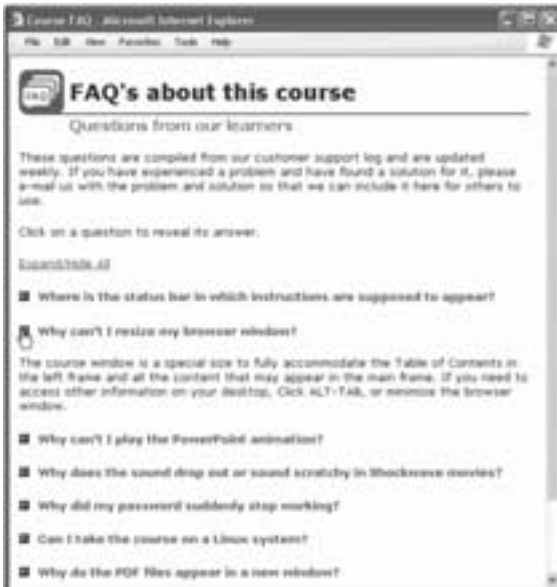 Course FAQ - Microsoft Internet Explorer
File Edit View Favorites Tools Help
FAQ
FAQ's about this course
Questions from our learners
These questions are compiled from our customer support log and are updated
weekly. If you have experienced a problem and have found a solution for it, please
e-mail us with the problem and solution so that we can include it here for others to
use.
Click on a question to reveal its answer.
Expand/Hide All
Where is the status bar in which instructions are supposed to appear?
Why can't I resize my browser window?
The course window is a special size to fully accommodate the Table of Contents in
the left frame and all the content that may appear in the main frame. If you need to
access other information on your desktop, Click ALT-TAB, or minimize the browser
window.
Why can't I play the PowerPoint animation?
Why does the sound drop out or sound scratchy in Shockwave movies?
Why did my password suddenly stop working?
Can I take the course on a Linux system?
Why do the PDF files appear in a new window?